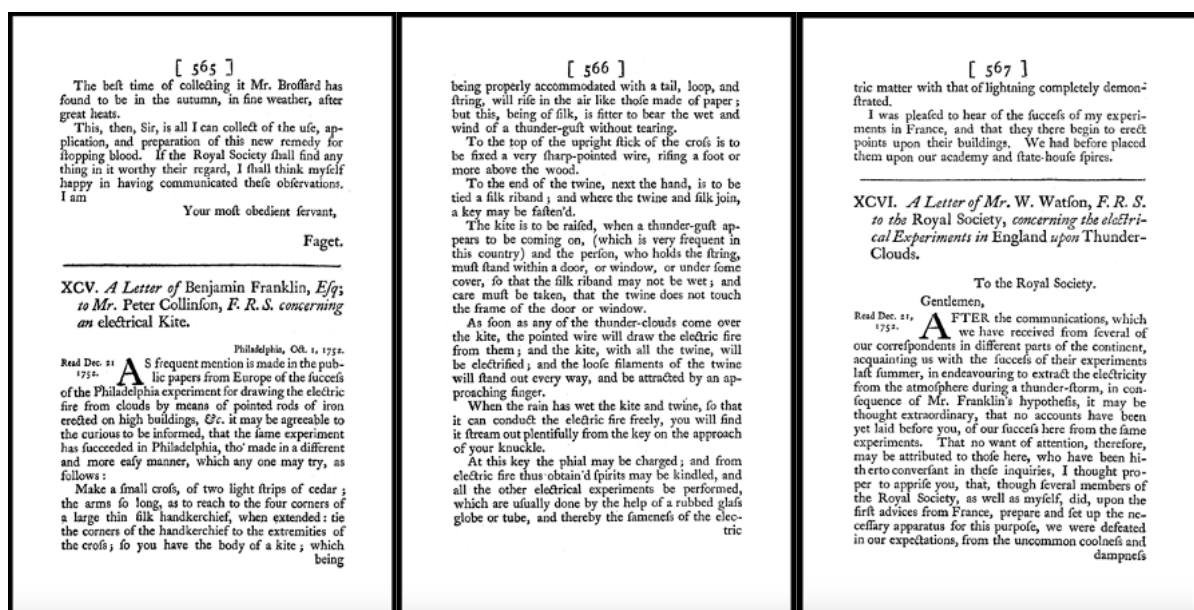 [ 565 ]
The beſt time of collecting it Mr. Broſſard has
found to be in the autumn, in fine weather, after
great heats.
This, then, Sir, is all I can collect of the uſe, ap-
plication, and preparation of this new remedy for
ſtopping blood. If the Royal Society ſhall find any
thing in it worthy their regard, I ſhall think myſelf
happy in having communicated theſe obſervations.
I am
Your moſt obedient ſervant,
Faget.
XCV. A Letter of Benjamin Franklin, Eſq;
to Mr. Peter Collinſon, F. R. S. concerning
an electrical Kite.
Philadelphia, Oct. 1, 1752.
Read Dec. 21
1752.
AS frequent mention is made in the pub-
lic papers from Europe of the ſucceſs
of the Philadelphia experiment for drawing the electric
fire from clouds by means of pointed rods of iron
erected on high buildings, &c. it may be agreeable to
the curious to be informed, that the ſame experiment
has ſucceeded in Philadelphia, tho' made in a different
and more eaſy manner, which any one may try, as
follows:
Make a ſmall croſs, of two light ſtrips of cedar;
the arms ſo long, as to reach to the four corners of
a large thin ſilk handkerchief, when extended: tie
the corners of the handkerchief to the extremities of
the croſs; ſo you have the body of a kite; which
being
[ 566 ]
being properly accommodated with a tail, loop, and
ſtring, will riſe in the air like thoſe made of paper;
but this, being of ſilk, is fitter to bear the wet and
wind of a thunder-guſt without tearing.
To the top of the upright ſtick of the croſs is to
be fixed a very ſharp-pointed wire, riſing a foot or
more above the wood.
To the end of the twine, next the hand, is to be
tied a ſilk riband; and where the twine and ſilk join,
a key may be faſten'd.
The kite is to be raiſed, when a thunder-guſt ap-
pears to be coming on, (which is very frequent in
this country) and the perſon, who holds the ſtring,
muſt ſtand within a door, or window, or under ſome
cover, ſo that the ſilk riband may not be wet; and
care muſt be taken, that the twine does not touch
the frame of the door or window.
As ſoon as any of the thunder-clouds come over
the kite, the pointed wire will draw the electric fire
from them; and the kite, with all the twine, will
be electrified; and the looſe filaments of the twine
will ſtand out every way, and be attracted by an ap-
proaching finger.
When the rain has wet the kite and twine, ſo that
it can conduct the electric fire freely, you will find
it ſtream out plentifully from the key on the approach
of your knuckle.
At this key the phial may be charged; and from
electric fire thus obtain'd ſpirits may be kindled, and
all the other electrical experiments be performed,
which are uſually done by the help of a rubbed glaſs
globe or tube, and thereby the ſameneſs of the elec-
tric
[ 567 ]
tric matter with that of lightning completely demon-
ſtrated.
I was pleaſed to hear of the ſucceſs of my experi-
ments in France, and that they there begin to erect
points upon their buildings. We had before placed
them upon our academy and ſtate-houſe ſpires.
XCVI. A Letter of Mr. W. Watſon, F. R. S.
to the Royal Society, concerning the electri-
cal Experiments in England upon Thunder-
Clouds.
To the Royal Society.
Gentlemen,
Read Dec. 21,
1752.
AFTER the communications, which
we have received from ſeveral of
our correſpondents in different parts of the continent,
acquainting us with the ſucceſs of their experiments
laſt ſummer, in endeavouring to extract the electricity
from the atmoſphere during a thunder-ſtorm, in con-
ſequence of Mr. Franklin's hypotheſis, it may be
thought extraordinary, that no accounts have been
yet laid before you, of our ſucceſs here from the ſame
experiments. That no want of attention, therefore,
may be attributed to thoſe here, who have been hi-
therto converſant in theſe inquiries, I thought pro-
per to appriſe you, that, though ſeveral members of
the Royal Society, as well as myſelf, did, upon the
firſt advices from France, prepare and ſet up the ne-
ceſſary apparatus for this purpoſe, we were defeated
in our expectations, from the uncommon coolneſs and
dampneſs